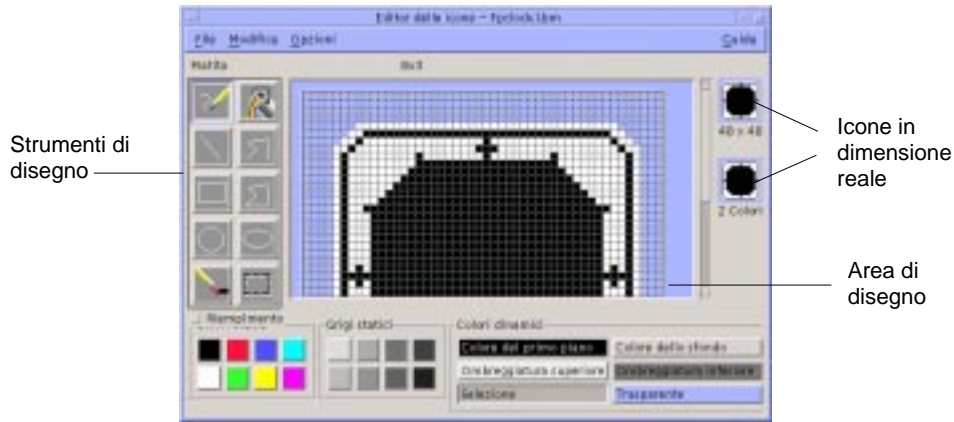 Editor delle icone – Fpclock.bm
File Modifica Opzioni Guida
Matita 0x3
Strumenti di
disegno
48 x 48
2 Colori
Icone in
dimensione
reale
Area di
disegno
Riempimento
Grigi statici
Colori dinamici
Colore del primo piano
Colore dello sfondo
Ombreggiatura superiore
Ombreggiatura inferiore
Selezione
Trasparente